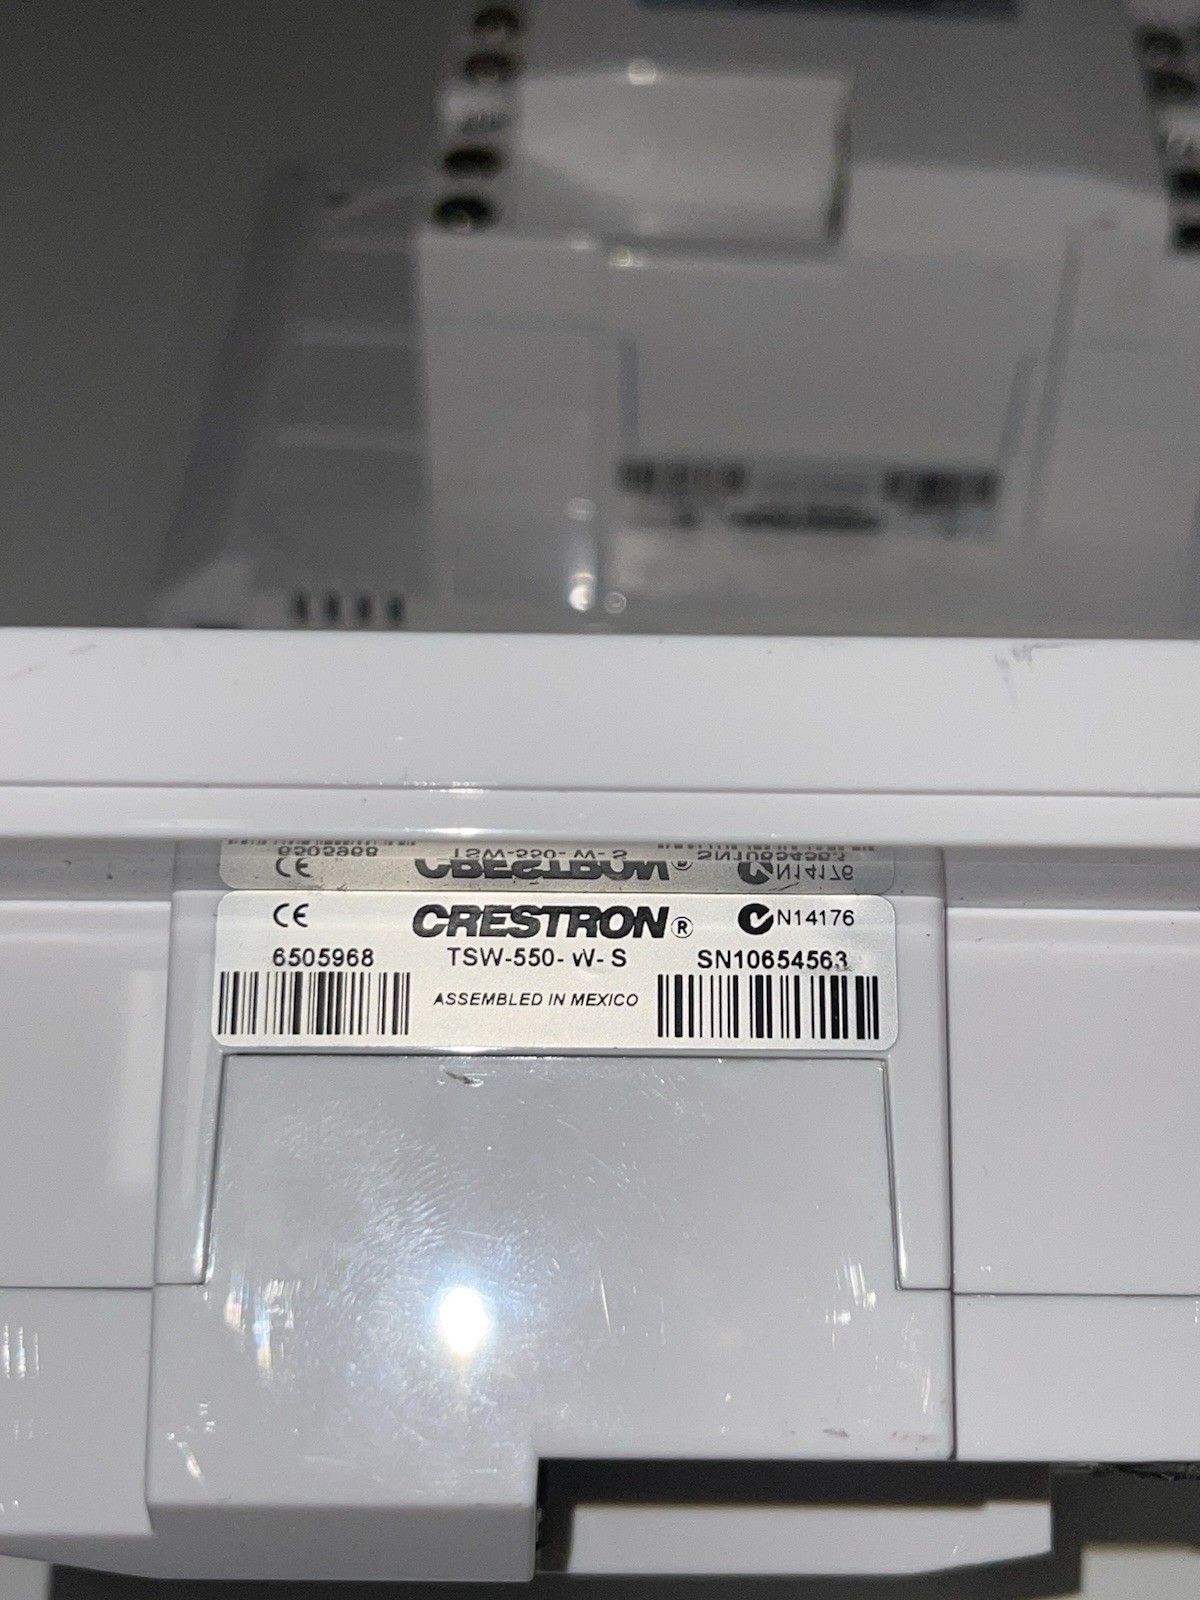 CE CRESTRON® N14176
6505968 TSW-550-W-S SN10654563
ASSEMBLED IN MEXICO